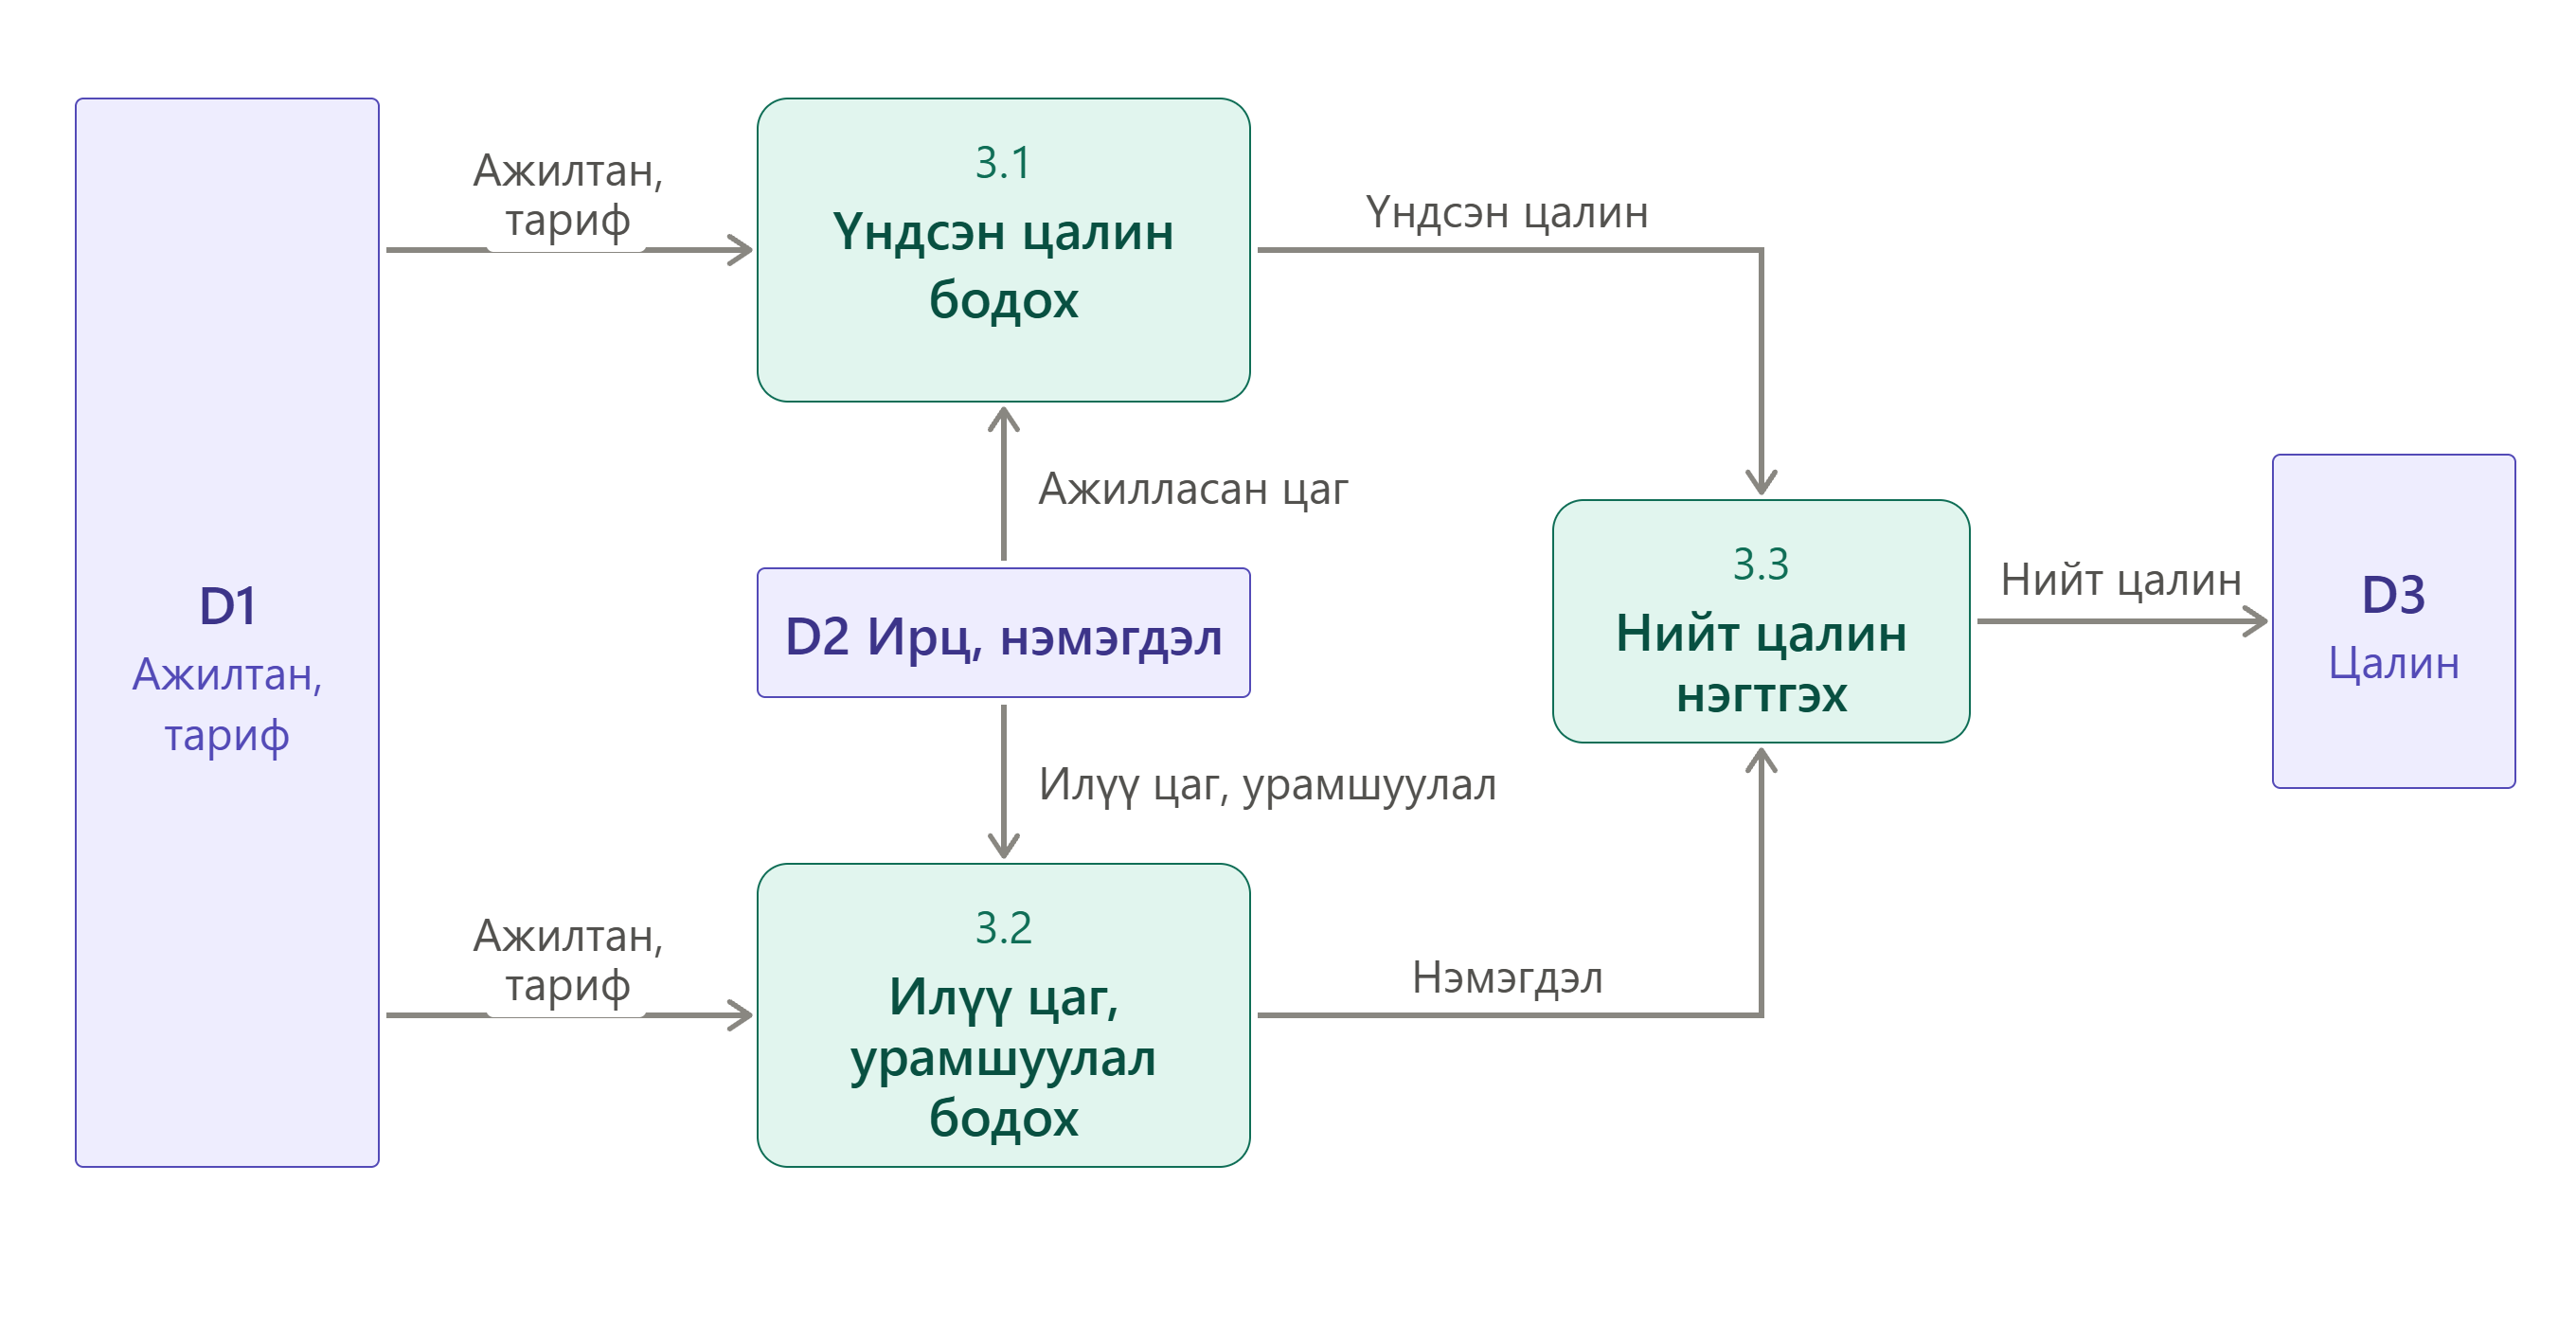 D1
Ажилтан,
тариф
Ажилтан,
тариф
3.1
Үндсэн цалин
бодох
Үндсэн цалин
Ажилласан цаг
D2 Ирц, нэмэгдэл
Илүү цаг, урамшуулал
Ажилтан,
тариф
3.2
Илүү цаг,
урамшуулал
бодох
Нэмэгдэл
3.3
Нийт цалин
нэгтгэх
Нийт цалин
D3
Цалин